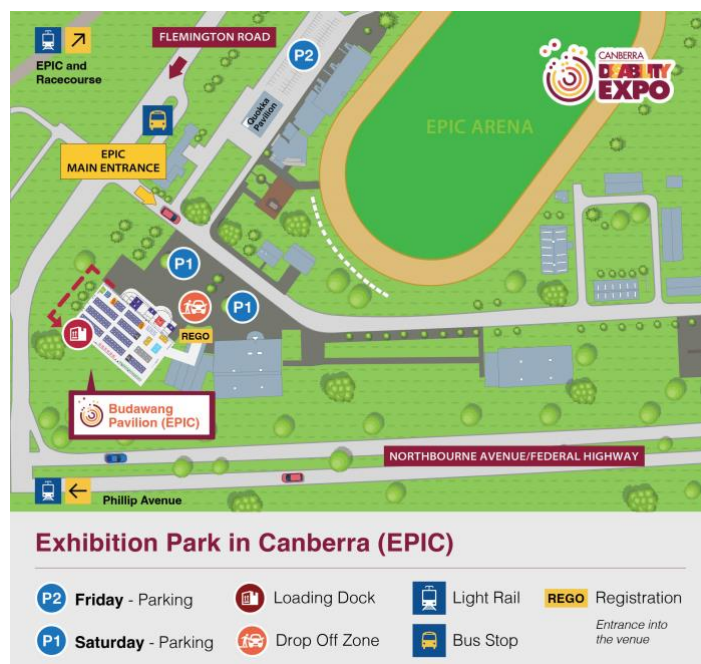 FLEMINGTON ROAD
P2
EPIC and
Racecourse
CANBERRA
DISABILITY
EXPO
Quokka
Pavilion
EPIC ARENA
EPIC
MAIN ENTRANCE
P1
P1
REGO
Budawang
Pavilion (EPIC)
NORTHBOURNE AVENUE/FEDERAL HIGHWAY
Phillip Avenue
Exhibition Park in Canberra (EPIC)
P2 Friday - Parking
Loading Dock
Light Rail
REGO Registration
Entrance into
the venue
P1 Saturday - Parking
Drop Off Zone
Bus Stop